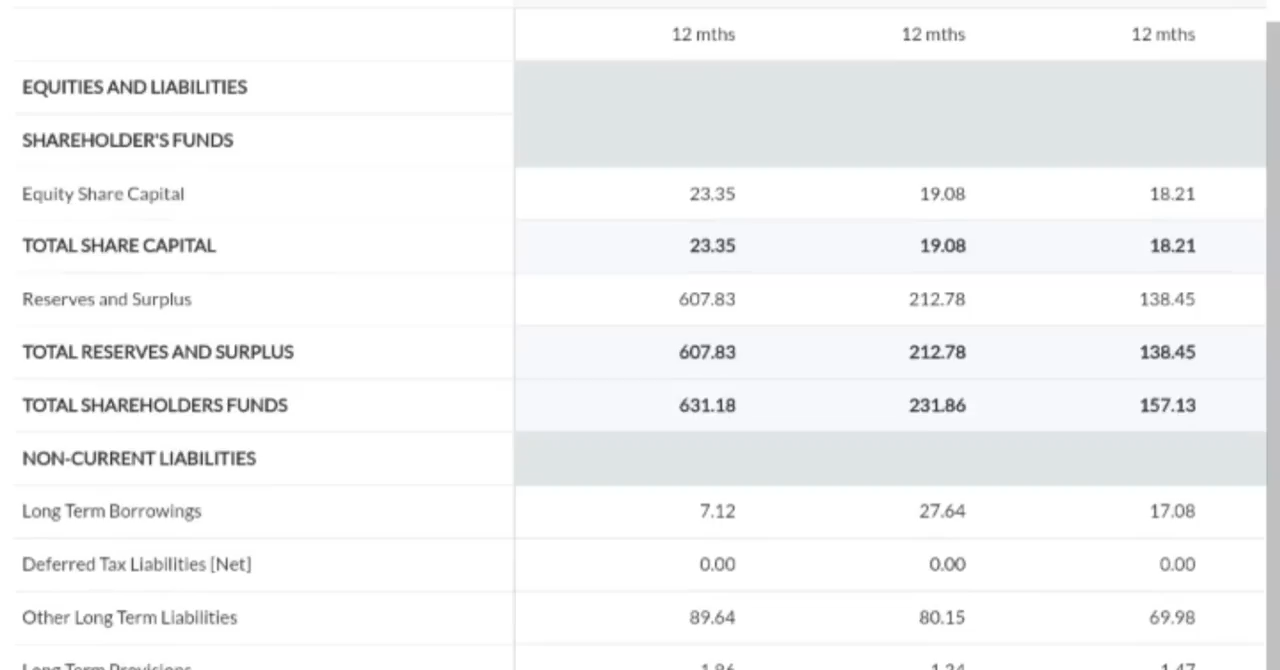 12 mths 12 mths 12 mths
EQUITIES AND LIABILITIES
SHAREHOLDER'S FUNDS
Equity Share Capital 23.35 19.08 18.21
TOTAL SHARE CAPITAL 23.35 19.08 18.21
Reserves and Surplus 607.83 212.78 138.45
TOTAL RESERVES AND SURPLUS 607.83 212.78 138.45
TOTAL SHAREHOLDERS FUNDS 631.18 231.86 157.13
NON-CURRENT LIABILITIES
Long Term Borrowings 7.12 27.64 17.08
Deferred Tax Liabilities [Net] 0.00 0.00 0.00
Other Long Term Liabilities 89.64 80.15 69.98
Long Term Provisions